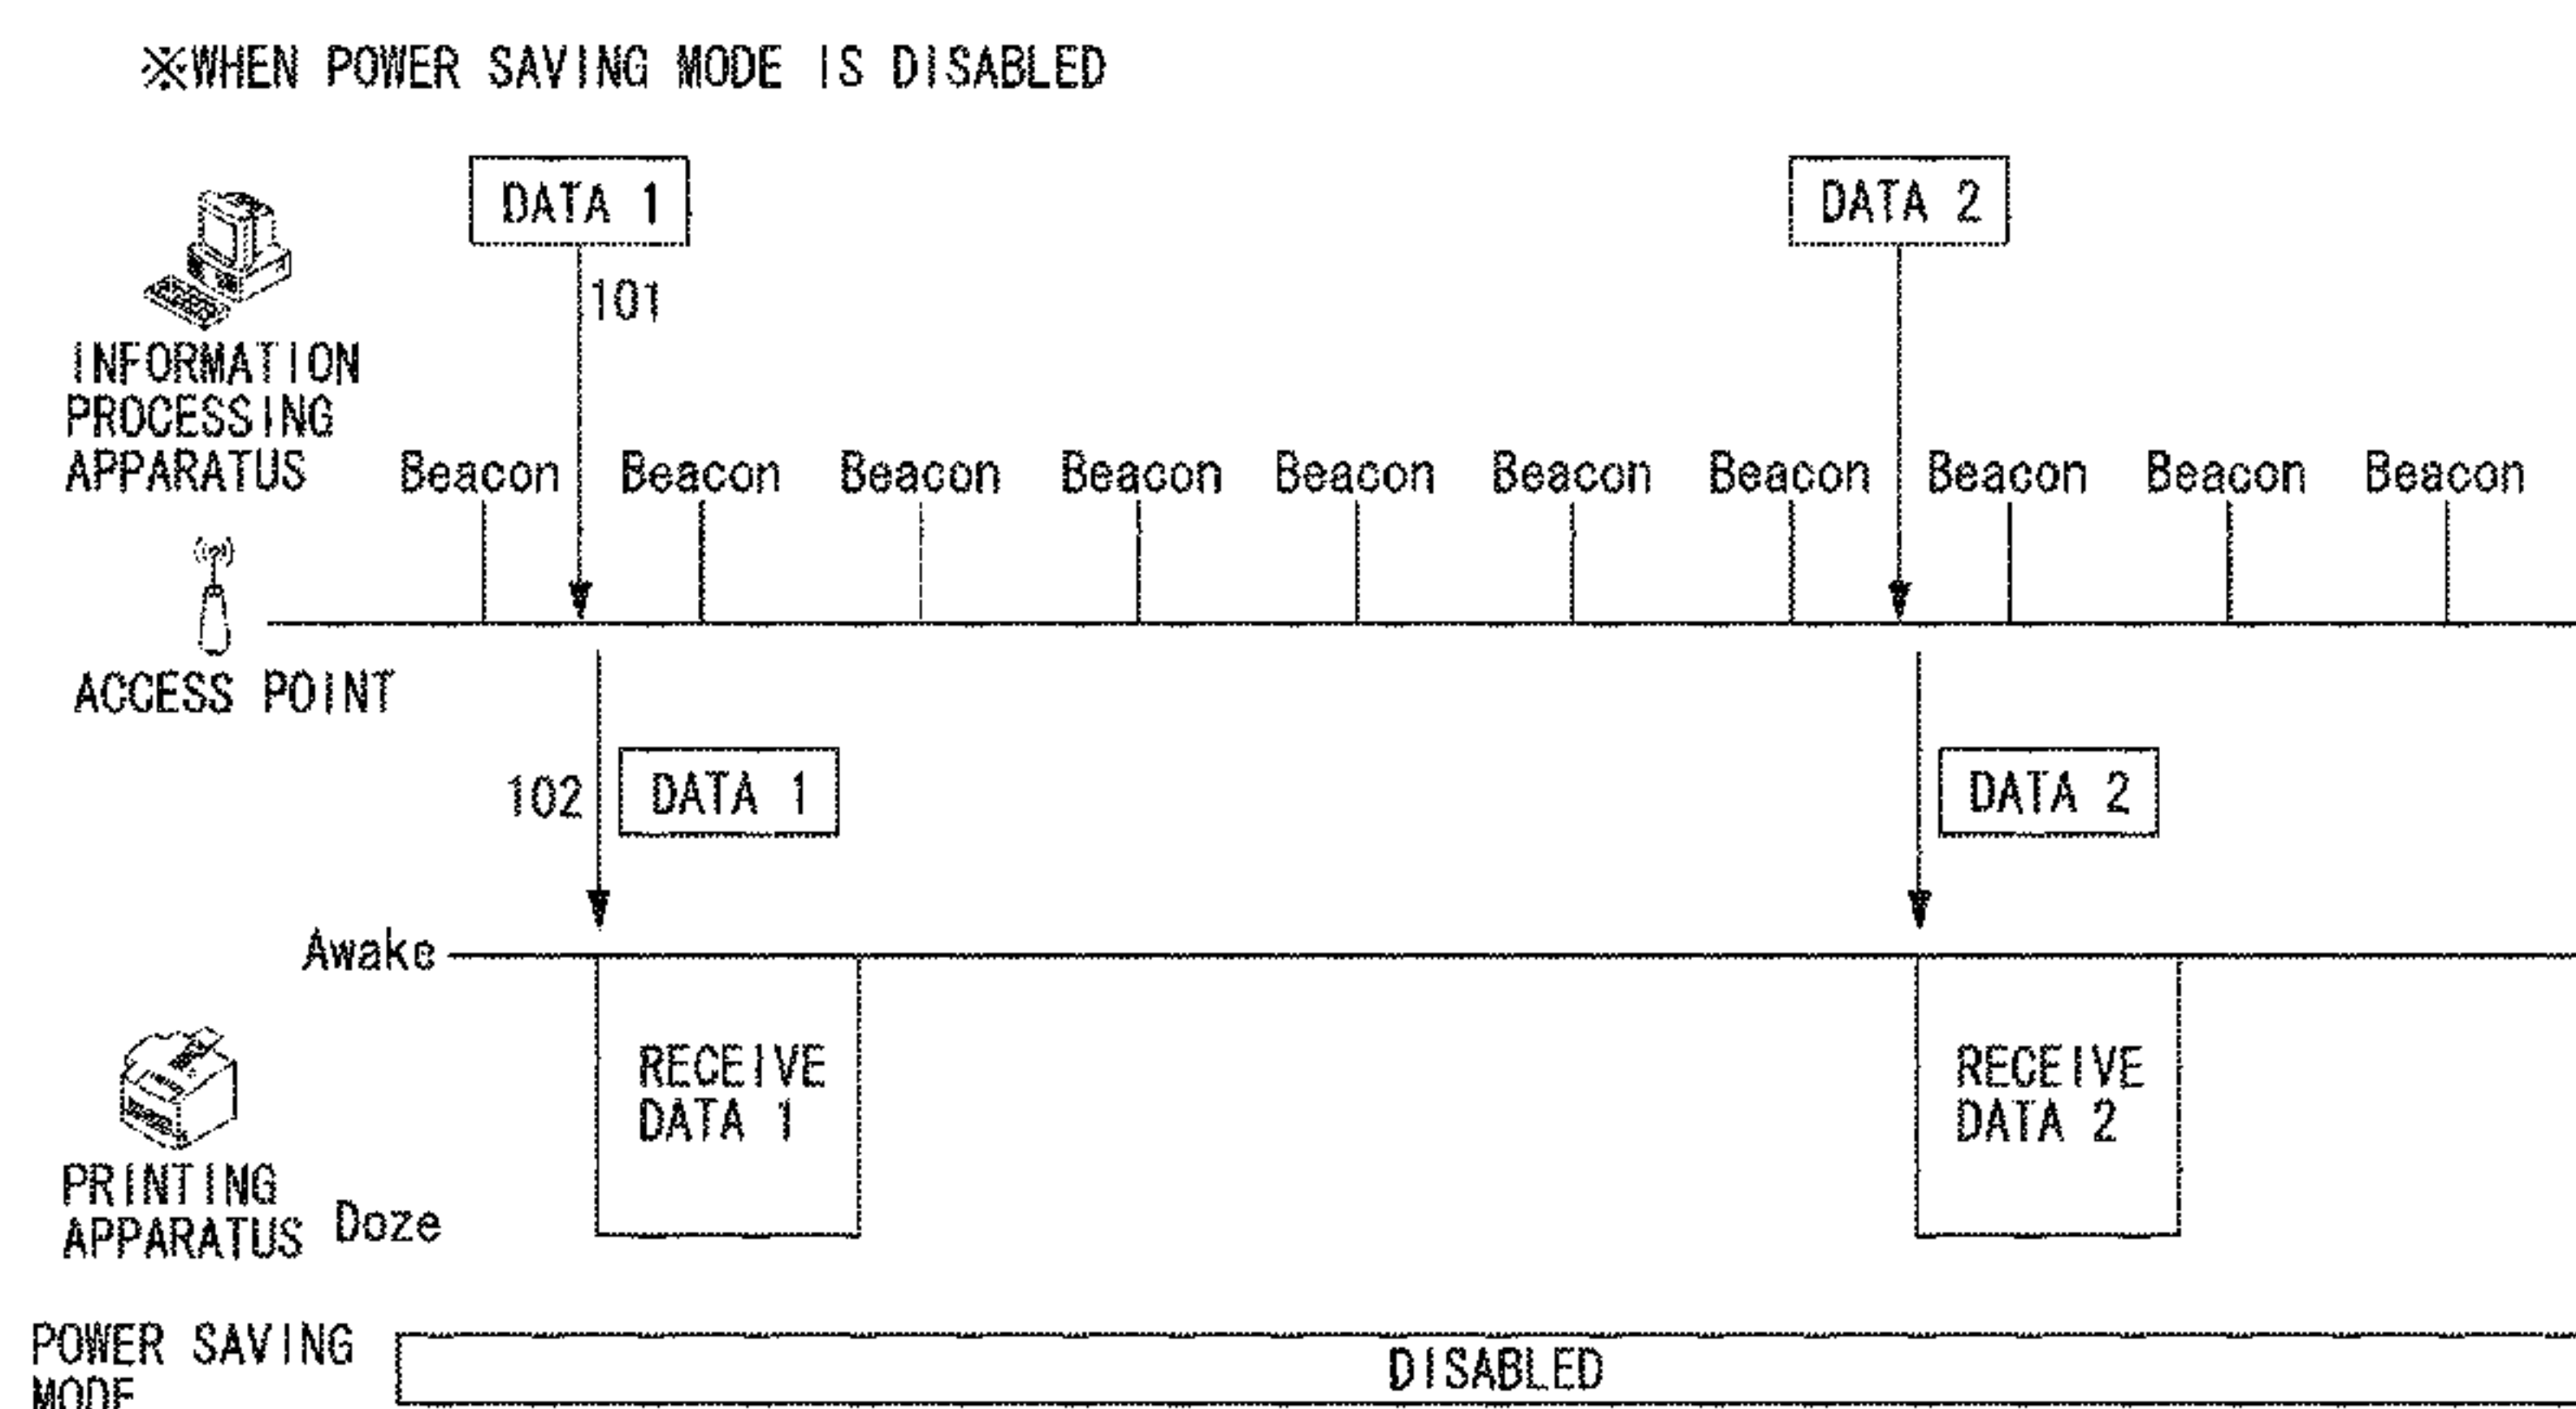 ※WHEN POWER SAVING MODE IS DISABLED
DATA 1
DATA 2
101
INFORMATION
PROCESSING
APPARATUS
Beacon Beacon Beacon Beacon Beacon Beacon Beacon Beacon Beacon Beacon
ACCESS POINT
102
DATA 1
DATA 2
Awake
RECEIVE
DATA 1
RECEIVE
DATA 2
PRINTING
APPARATUS
Doze
POWER SAVING
MODE
DISABLED